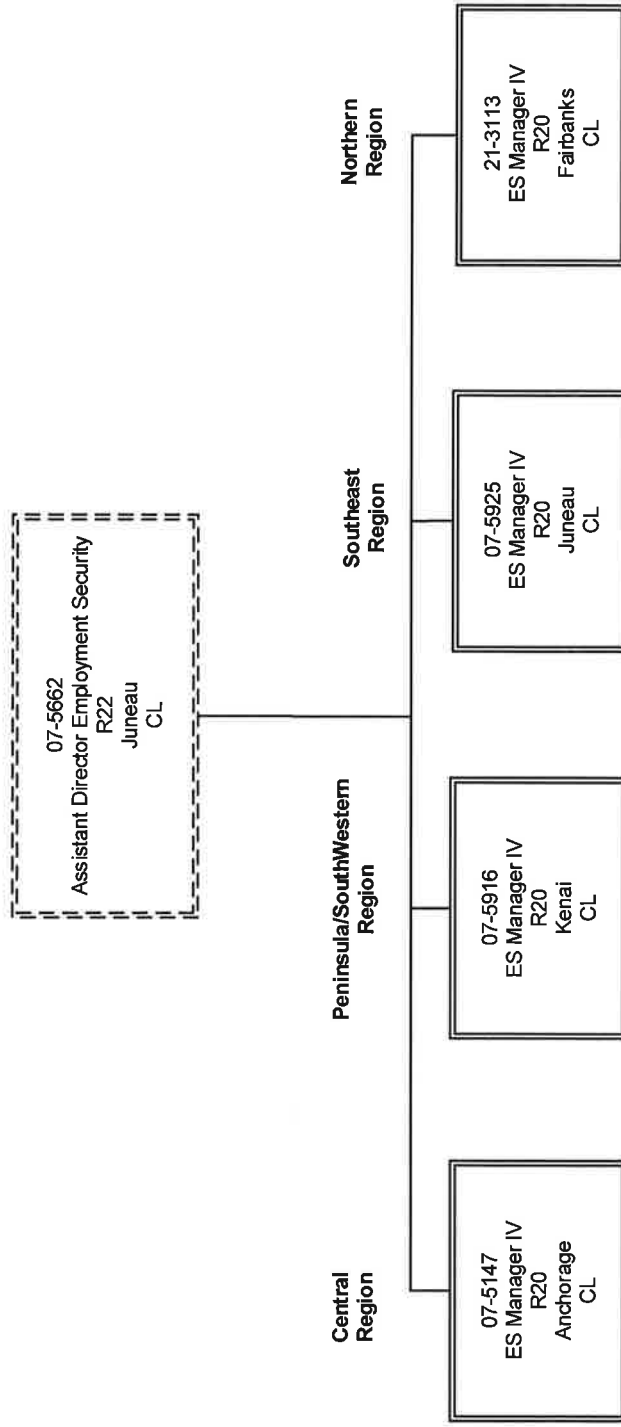 07-5662
Assistant Director Employment Security
R22
Juneau
CL
Central
Region
07-5147
ES Manager IV
R20
Anchorage
CL
Peninsula/SouthWestern
Region
07-5916
ES Manager IV
R20
Kenai
CL
Southeast
Region
07-5925
ES Manager IV
R20
Juneau
CL
Northern
Region
21-3113
ES Manager IV
R20
Fairbanks
CL